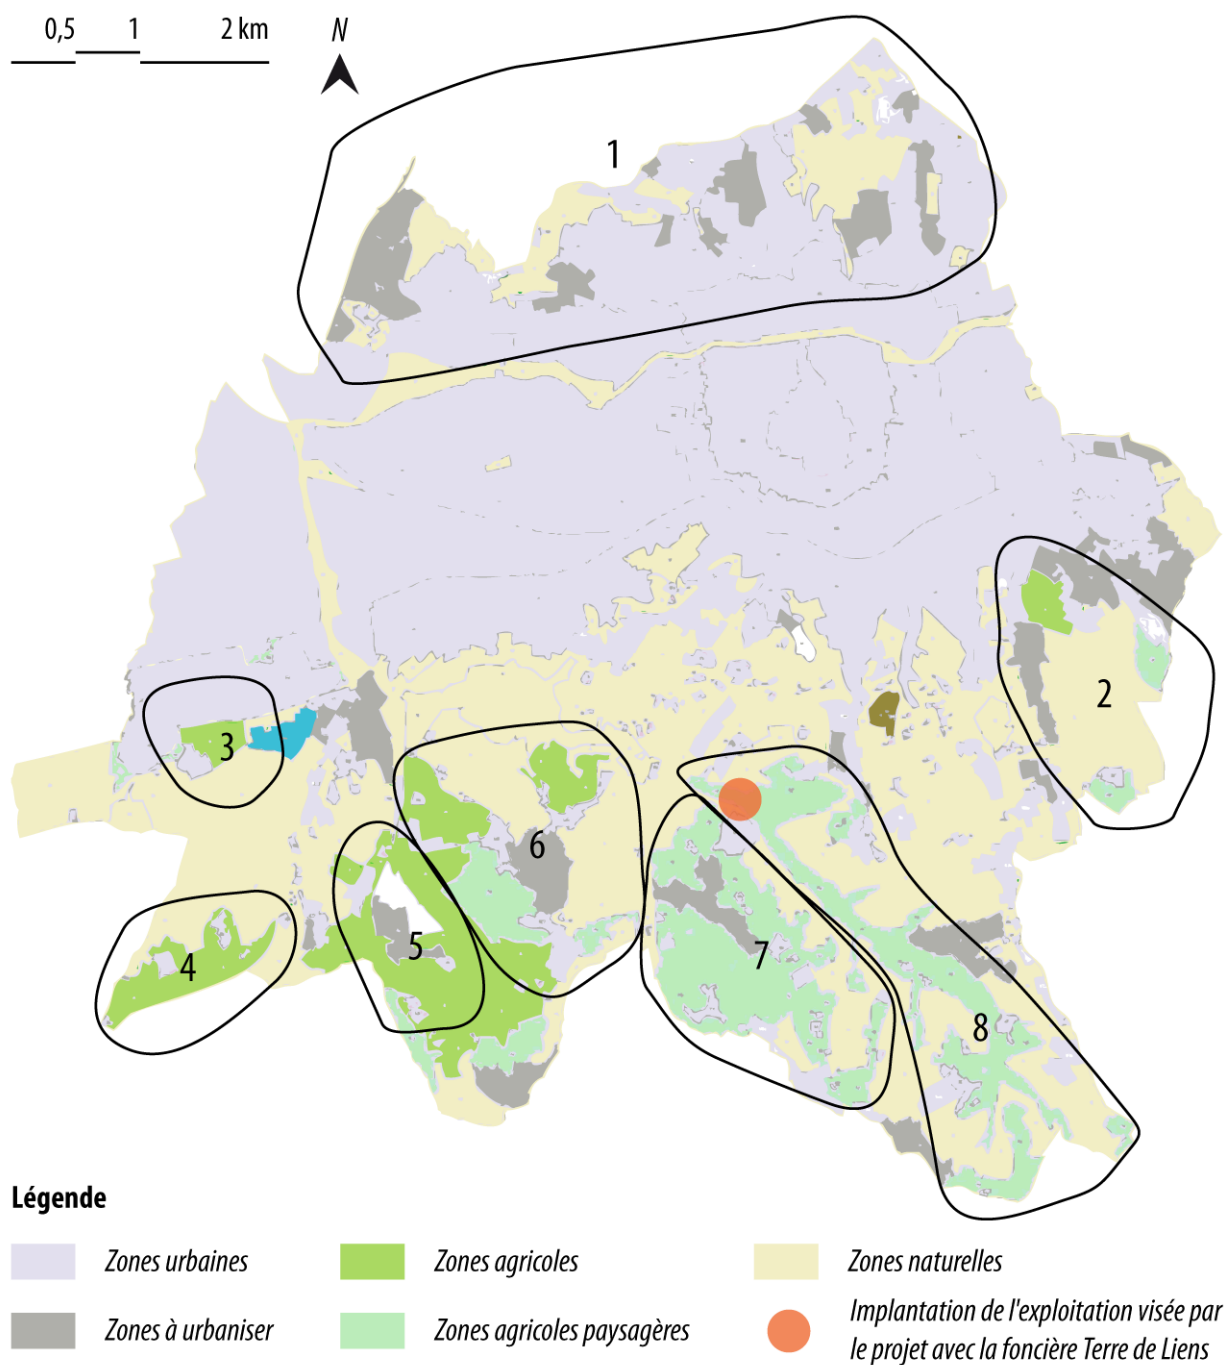 0,5 1 2 km
N
1
2
3
6
5
4
7
8
Légende
Zones urbaines
Zones agricoles
Zones naturelles
Zones à urbaniser
Zones agricoles paysagères
Implantation de l'exploitation visée par
le projet avec la foncière Terre de Liens